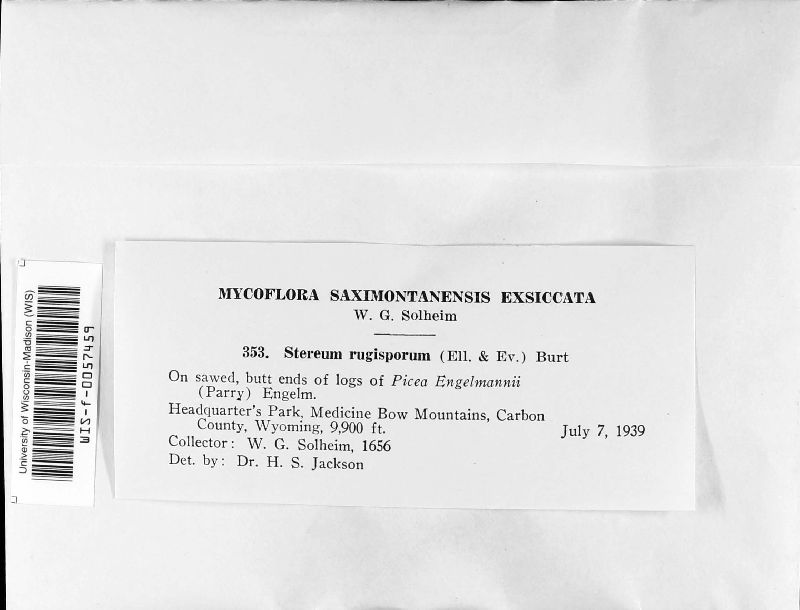 MYCOFLORA SAXIMONTANENSIS EXSICCATA
W. G. Solheim
353. Stereum rugisporum (Ell. & Ev.) Burt
On sawed, butt ends of logs of Picea Engelmannii
(Parry) Engelm.
Headquarter's Park, Medicine Bow Mountains, Carbon
County, Wyoming, 9,900 ft. July 7, 1939
Collector: W. G. Solheim, 1656
Det. by: Dr. H. S. Jackson
University of Wisconsin-Madison (WIS)
WIS-f-0057459